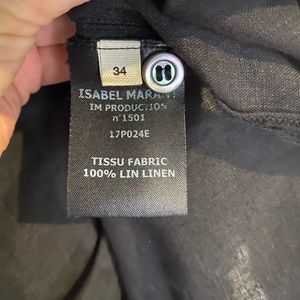 34
ISABEL MARANT
IM PRODUCTION
n°1501
17P024E
TISSU FABRIC
100% LIN LINEN